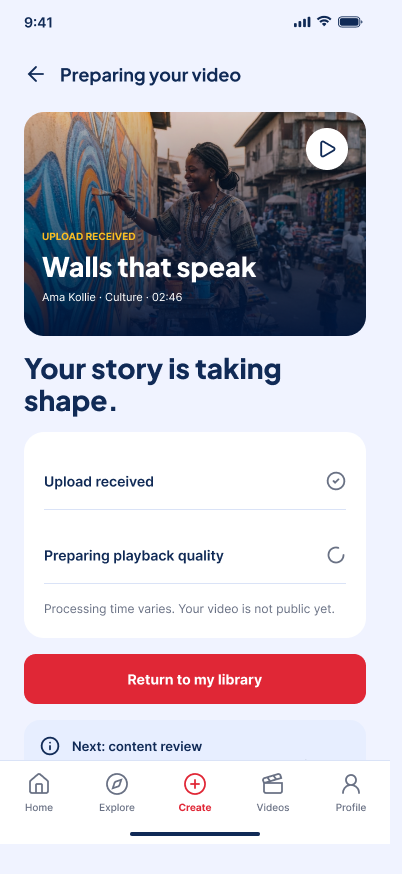 9:41
Preparing your video
UPLOAD RECEIVED
Walls that speak
Ama Kollie · Culture · 02:46
Your story is taking
shape.
Upload received
Preparing playback quality
Processing time varies. Your video is not public yet.
Return to my library
Next: content review
Home
Explore
Create
Videos
Profile